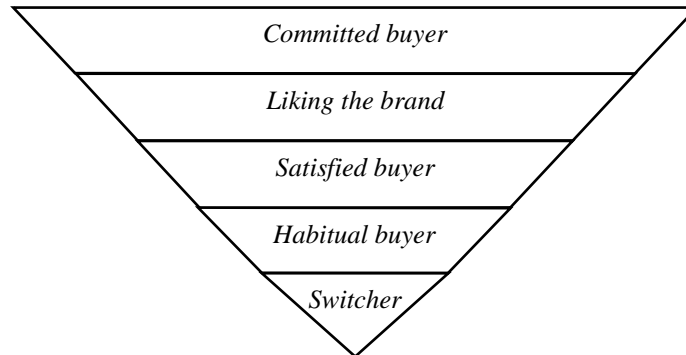 Committed buyer
Liking the brand
Satisfied buyer
Habitual buyer
Switcher